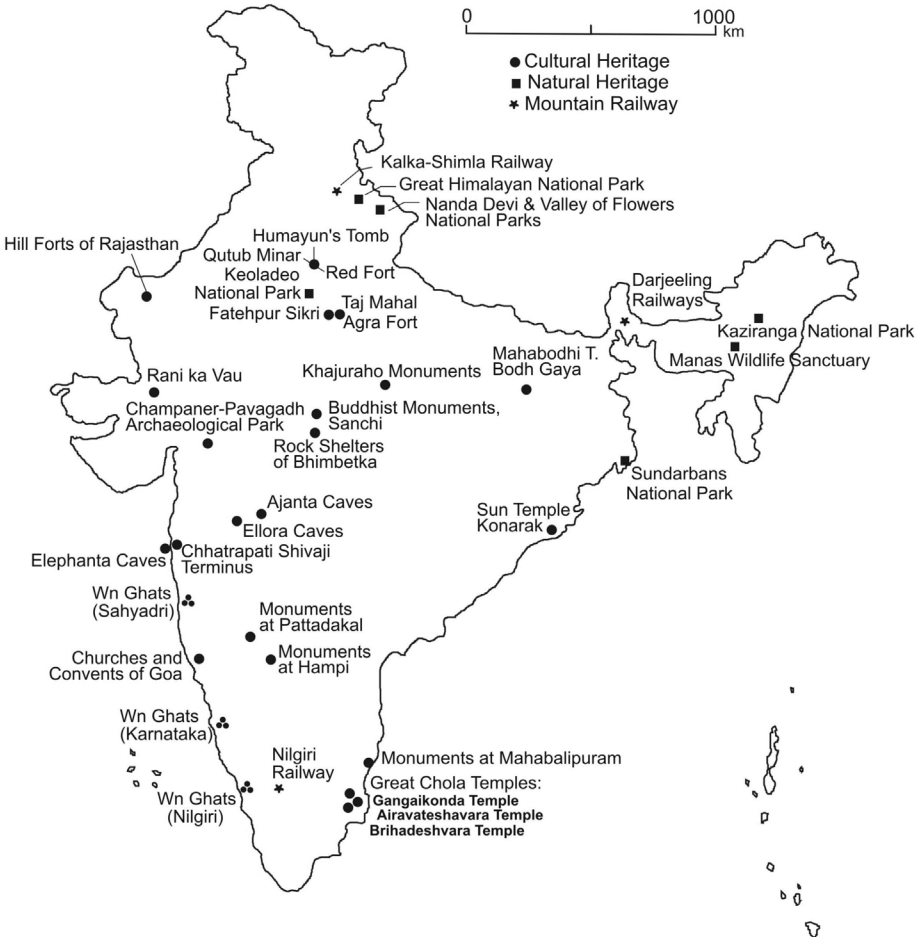 0 1000
km
Cultural Heritage
Natural Heritage
Mountain Railway
Kalka-Shimla Railway
Great Himalayan National Park
Nanda Devi & Valley of Flowers
National Parks
Hill Forts of Rajasthan
Humayun's Tomb
Qutub Minar
Red Fort
Keoladeo
National Park
Fatehpur Sikri
Taj Mahal
Agra Fort
Darjeeling
Railways
Kaziranga National Park
Manas Wildlife Sanctuary
Mahabodhi T.
Bodh Gaya
Khajuraho Monuments
Rani ka Vau
Champaner-Pavagadh
Archaeological Park
Buddhist Monuments,
Sanchi
Rock Shelters
of Bhimbetka
Sundarbans
National Park
Ajanta Caves
Ellora Caves
Sun Temple
Konarak
Elephanta Caves
Chhatrapati Shivaji
Terminus
Wn Ghats
(Sahyadri)
Monuments
at Pattadakal
Monuments
at Hampi
Churches and
Convents of Goa
Wn Ghats
(Karnataka)
Nilgiri
Railway
Monuments at Mahabalipuram
Wn Ghats
(Nilgiri)
Great Chola Temples:
Gangaikonda Temple
Airavateshavara Temple
Brihadeshvara Temple